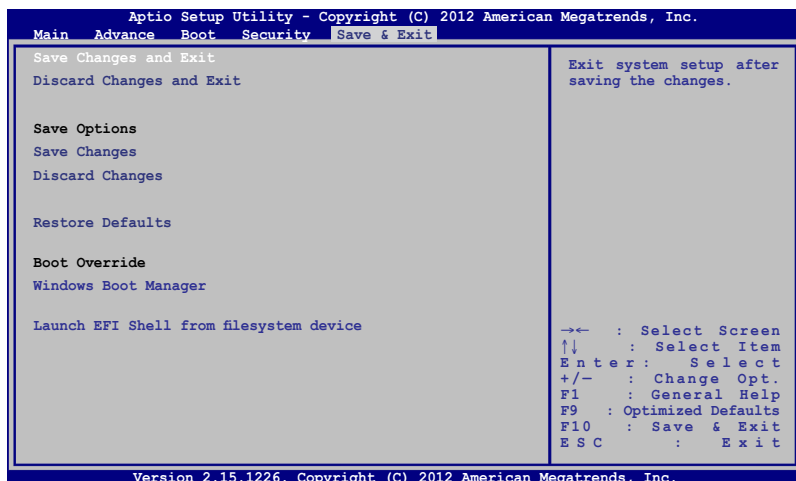 Aptio Setup Utility - Copyright (C) 2012 American Megatrends, Inc.
Main Advance Boot Security Save & Exit
Save Changes and Exit
Discard Changes and Exit
Save Options
Save Changes
Discard Changes
Restore Defaults
Boot Override
Windows Boot Manager
Launch EFI Shell from filesystem device
Exit system setup after
saving the changes.
→← : Select Screen
↑↓ : Select Item
Enter: Select
+/— : Change Opt.
F1 : General Help
F9 : Optimized Defaults
F10 : Save & Exit
ESC : Exit
Version 2.15.1226. Copyright (C) 2012 American Megatrends, Inc.